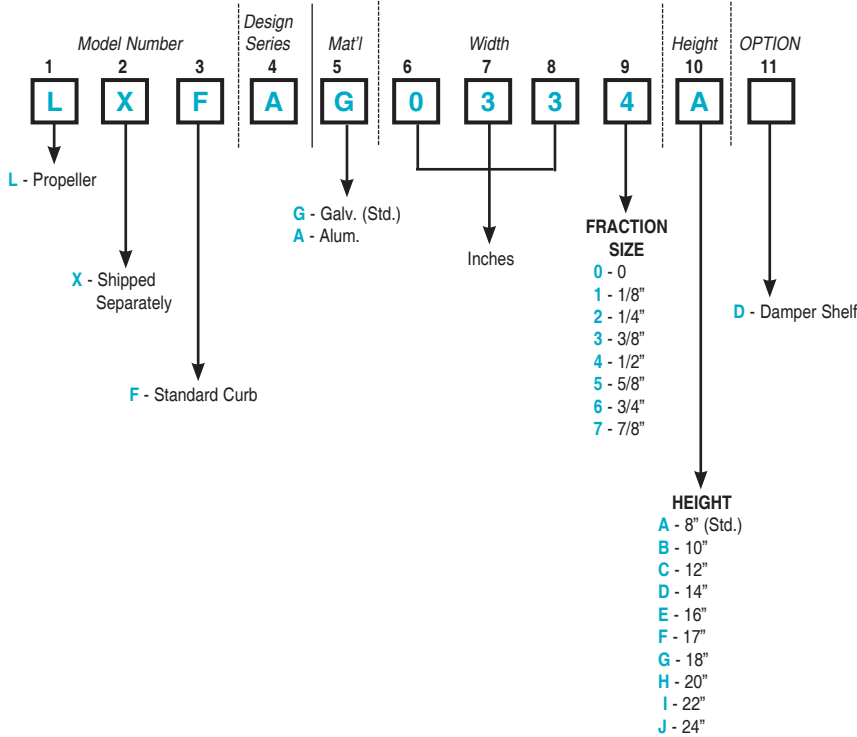 Model Number
Design
Series
Mat'l
Width
Height
OPTION
1 2 3 4 5 6 7 8 9 10 11
L X F A G 0 3 3 4 A
L - Propeller
X - Shipped
Separately
F - Standard Curb
G - Galv. (Std.)
A - Alum.
Inches
FRACTION
SIZE
0 - 0
1 - 1/8”
2 - 1/4”
3 - 3/8”
4 - 1/2”
5 - 5/8”
6 - 3/4”
7 - 7/8”
D - Damper Shelf
HEIGHT
A - 8” (Std.)
B - 10”
C - 12”
D - 14”
E - 16”
F - 17”
G - 18”
H - 20”
I - 22”
J - 24”